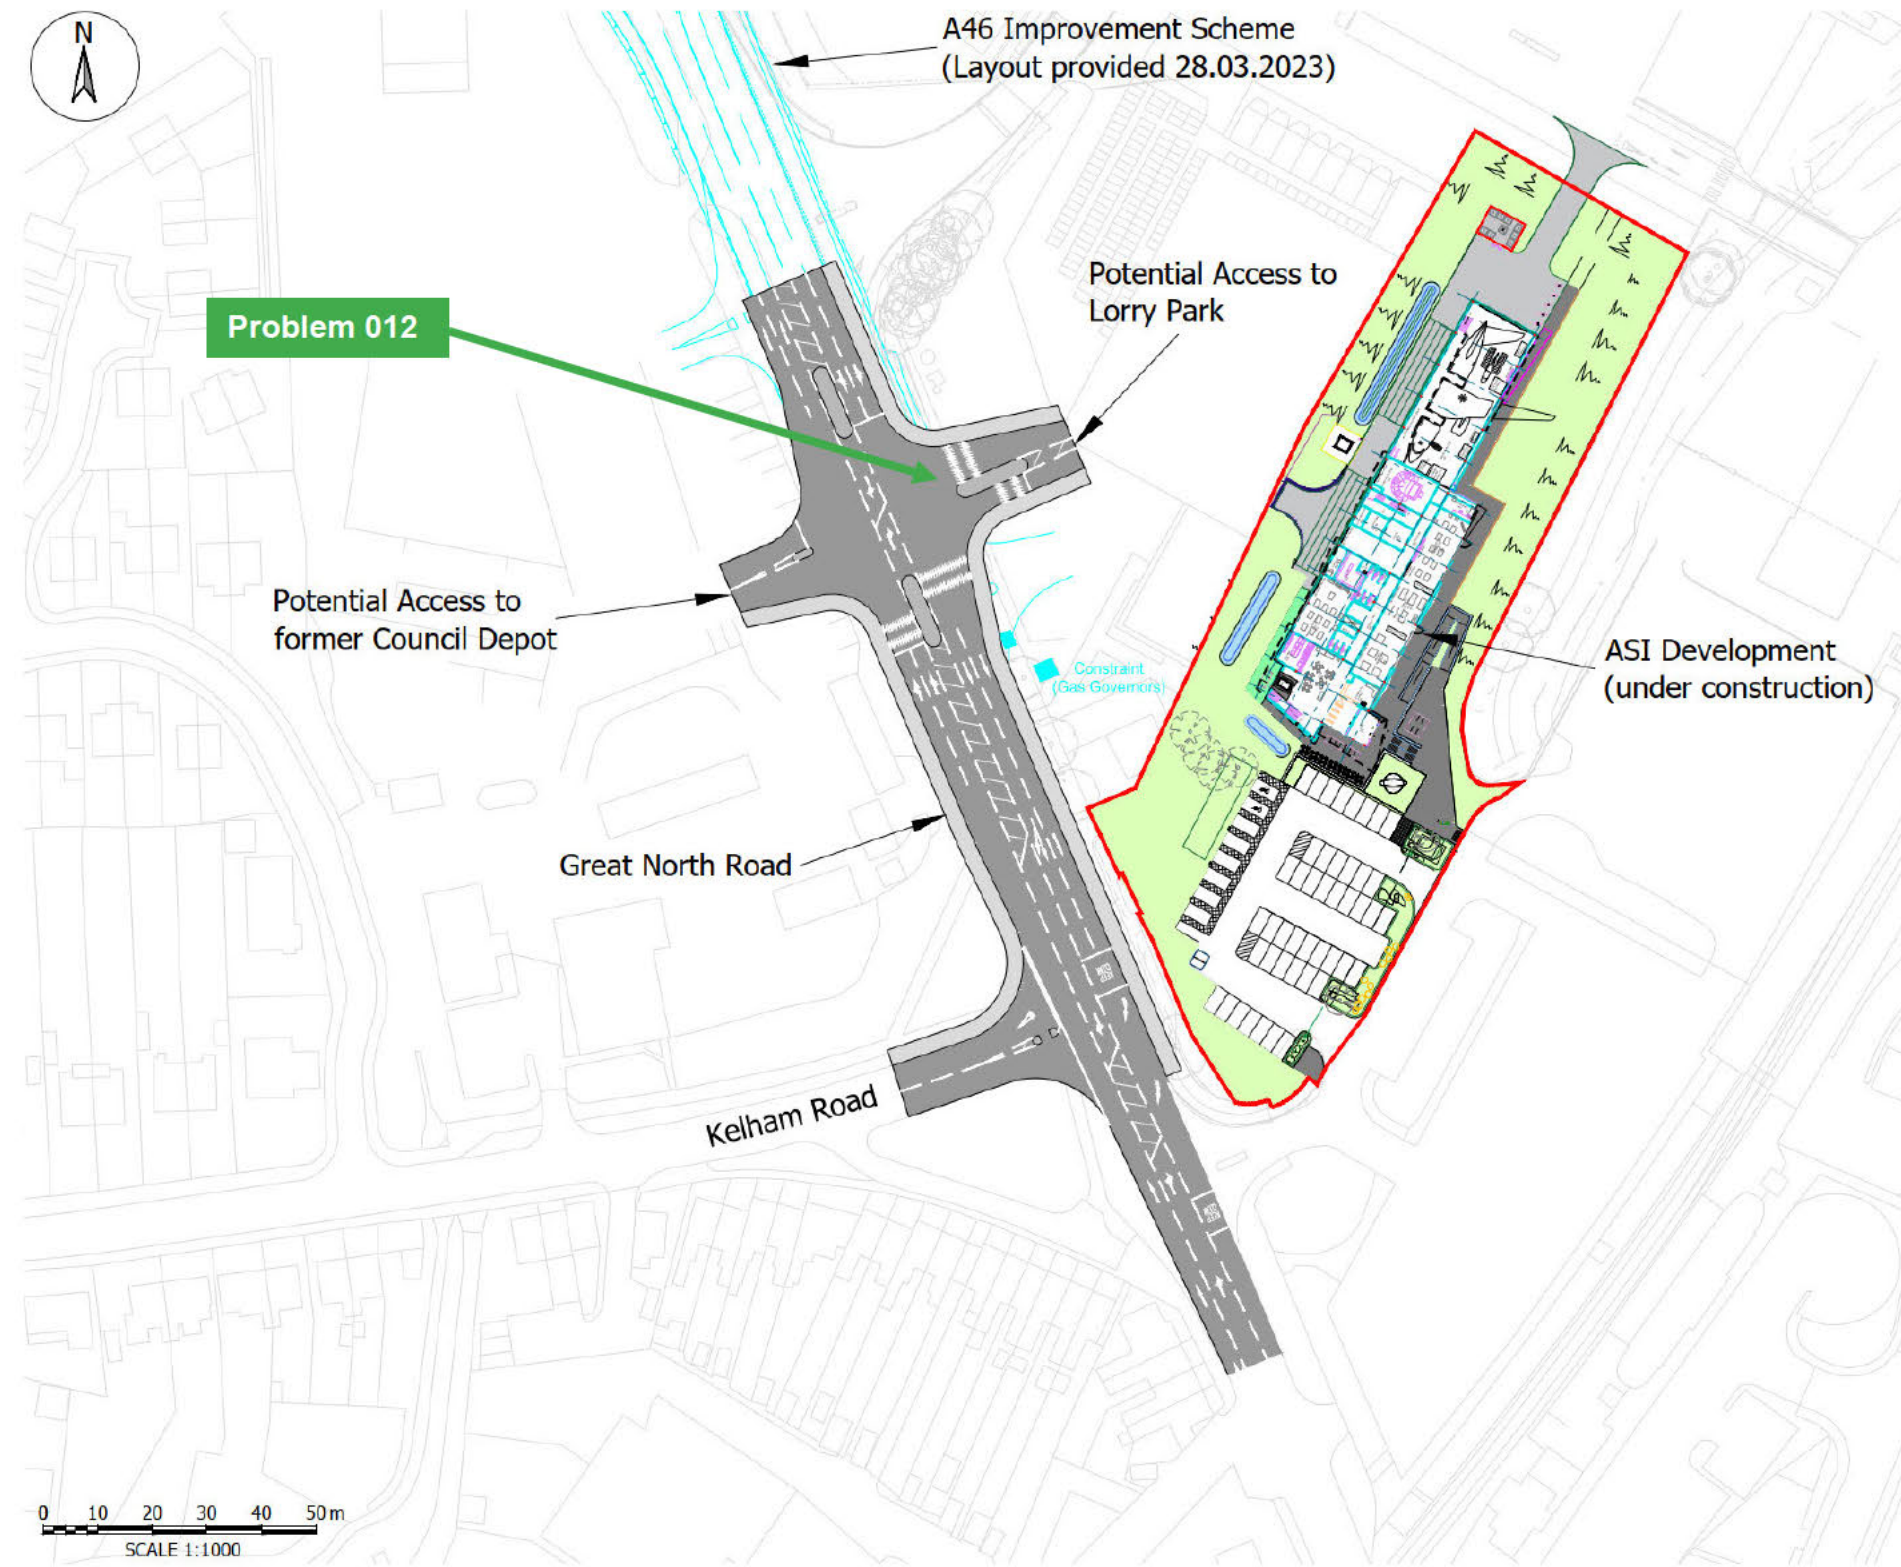 N
A46 Improvement Scheme
(Layout provided 28.03.2023)
Potential Access to
Lorry Park
Problem 012
Potential Access to
former Council Depot
Constraint
(Gas Governors)
ASI Development
(under construction)
Great North Road
Kelham Road
0 10 20 30 40 50 m
SCALE 1:1000